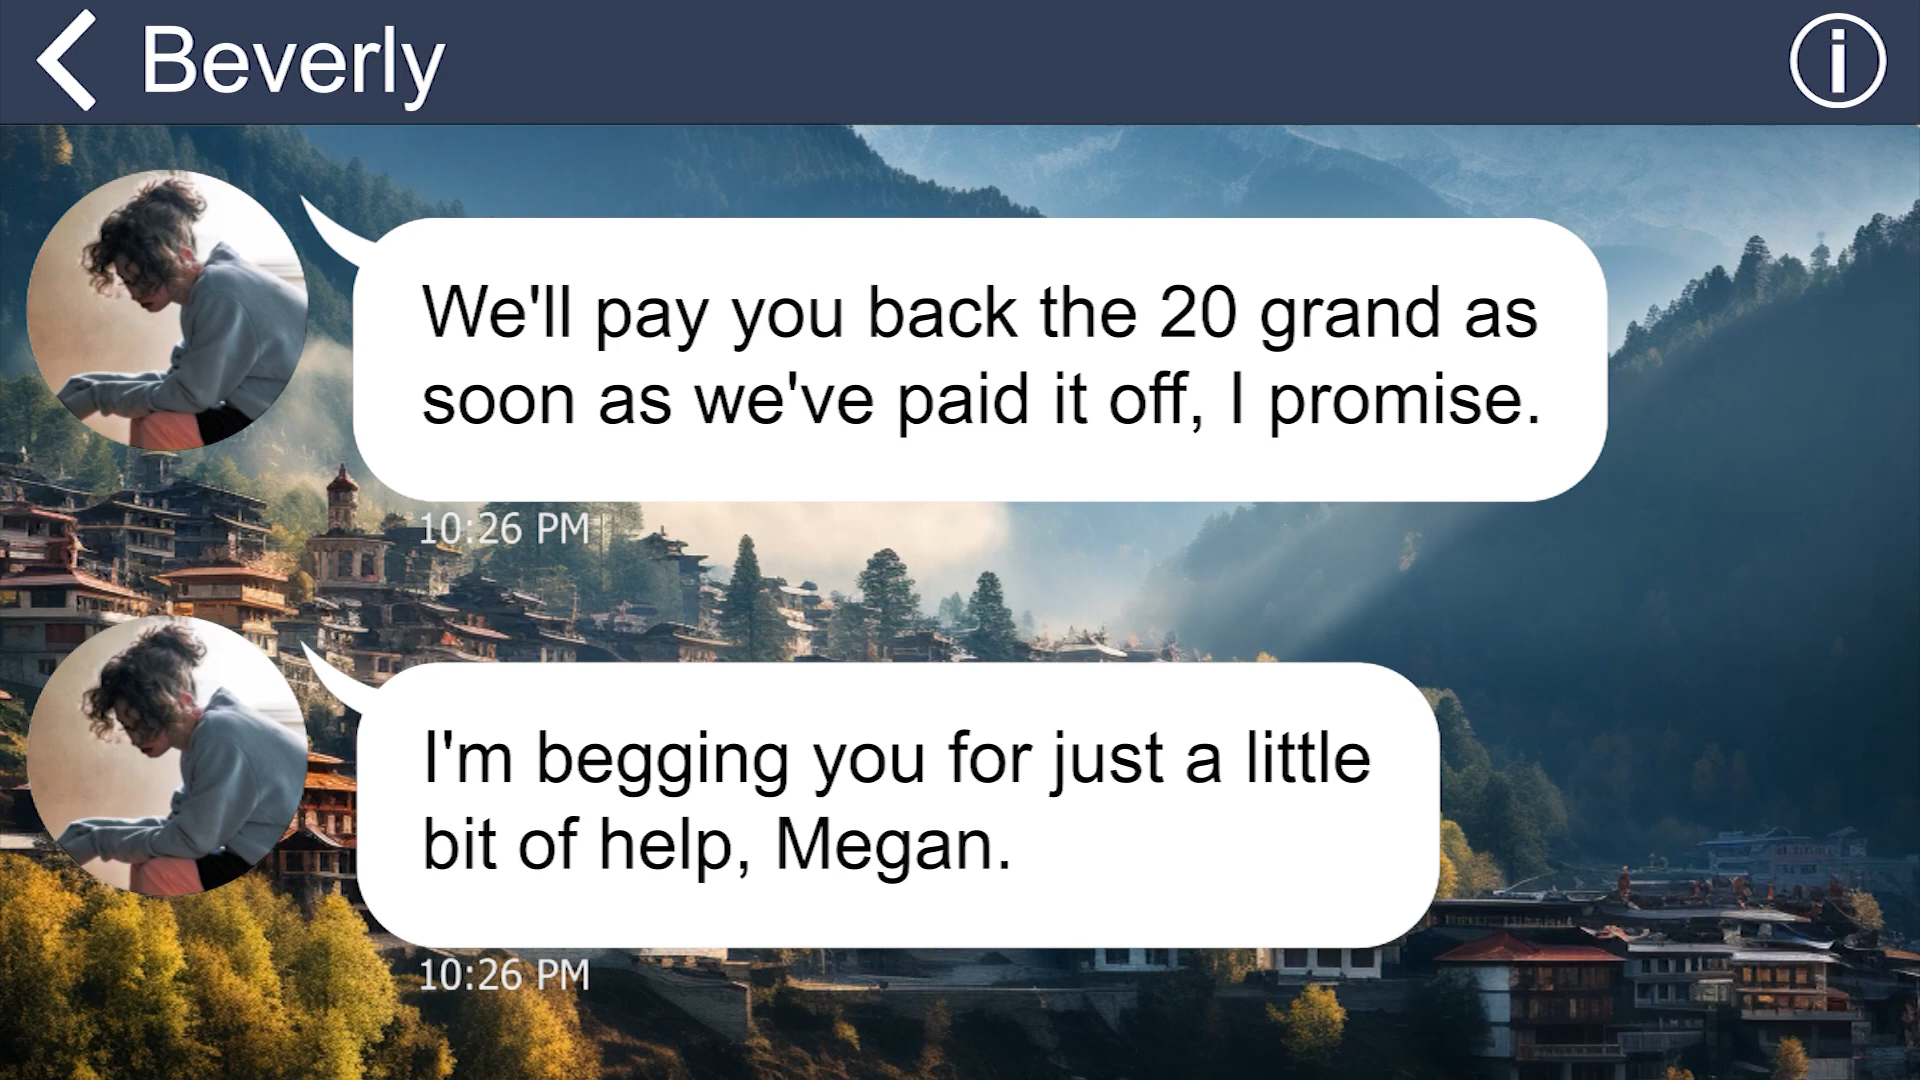 Beverly
We'll pay you back the 20 grand as
soon as we've paid it off, I promise.
10:26 PM
I'm begging you for just a little
bit of help, Megan.
10:26 PM